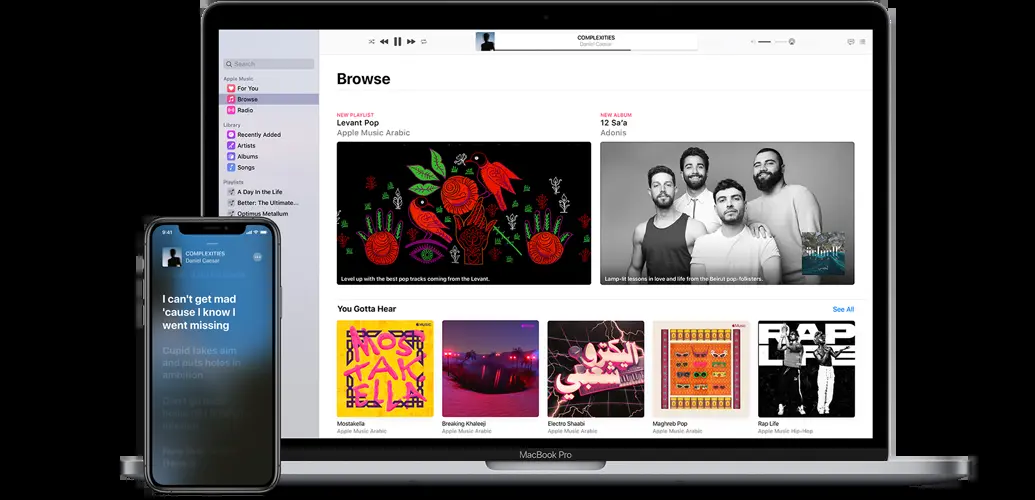 COMPLEXITIES
Daniel Caesar
Search
Apple Music
For You
Browse
Radio
Library
Recently Added
Artists
Albums
Songs
Playlists
A Day In the Life
Better: The Ultimate...
Optimus Metallum
Browse
NEW PLAYLIST
Levant Pop
Apple Music Arabic
Level up with the best pop tracks coming from the Levant.
NEW ALBUM
12 Sa'a
Adonis
Lamp-lit lessons in love and life from the Beirut pop-folksters.
You Gotta Hear
See All
Music
MOS
TAK
ELLA
Mostakella
Apple Music Arabic
Breaking Khaleeji
Apple Music Arabic
الكترو
شعبي
Electro Shaabi
Apple Music Arabic
Music
Maghreb Pop
Apple Music Arabic
RAP
LIFE
Rap Life
Apple Music Hip-Hop
MacBook Pro
9:41
COMPLEXITIES
Daniel Caesar
I can't get mad
'cause I know I
went missing
Cupid takes aim
and puts holes in
ambition